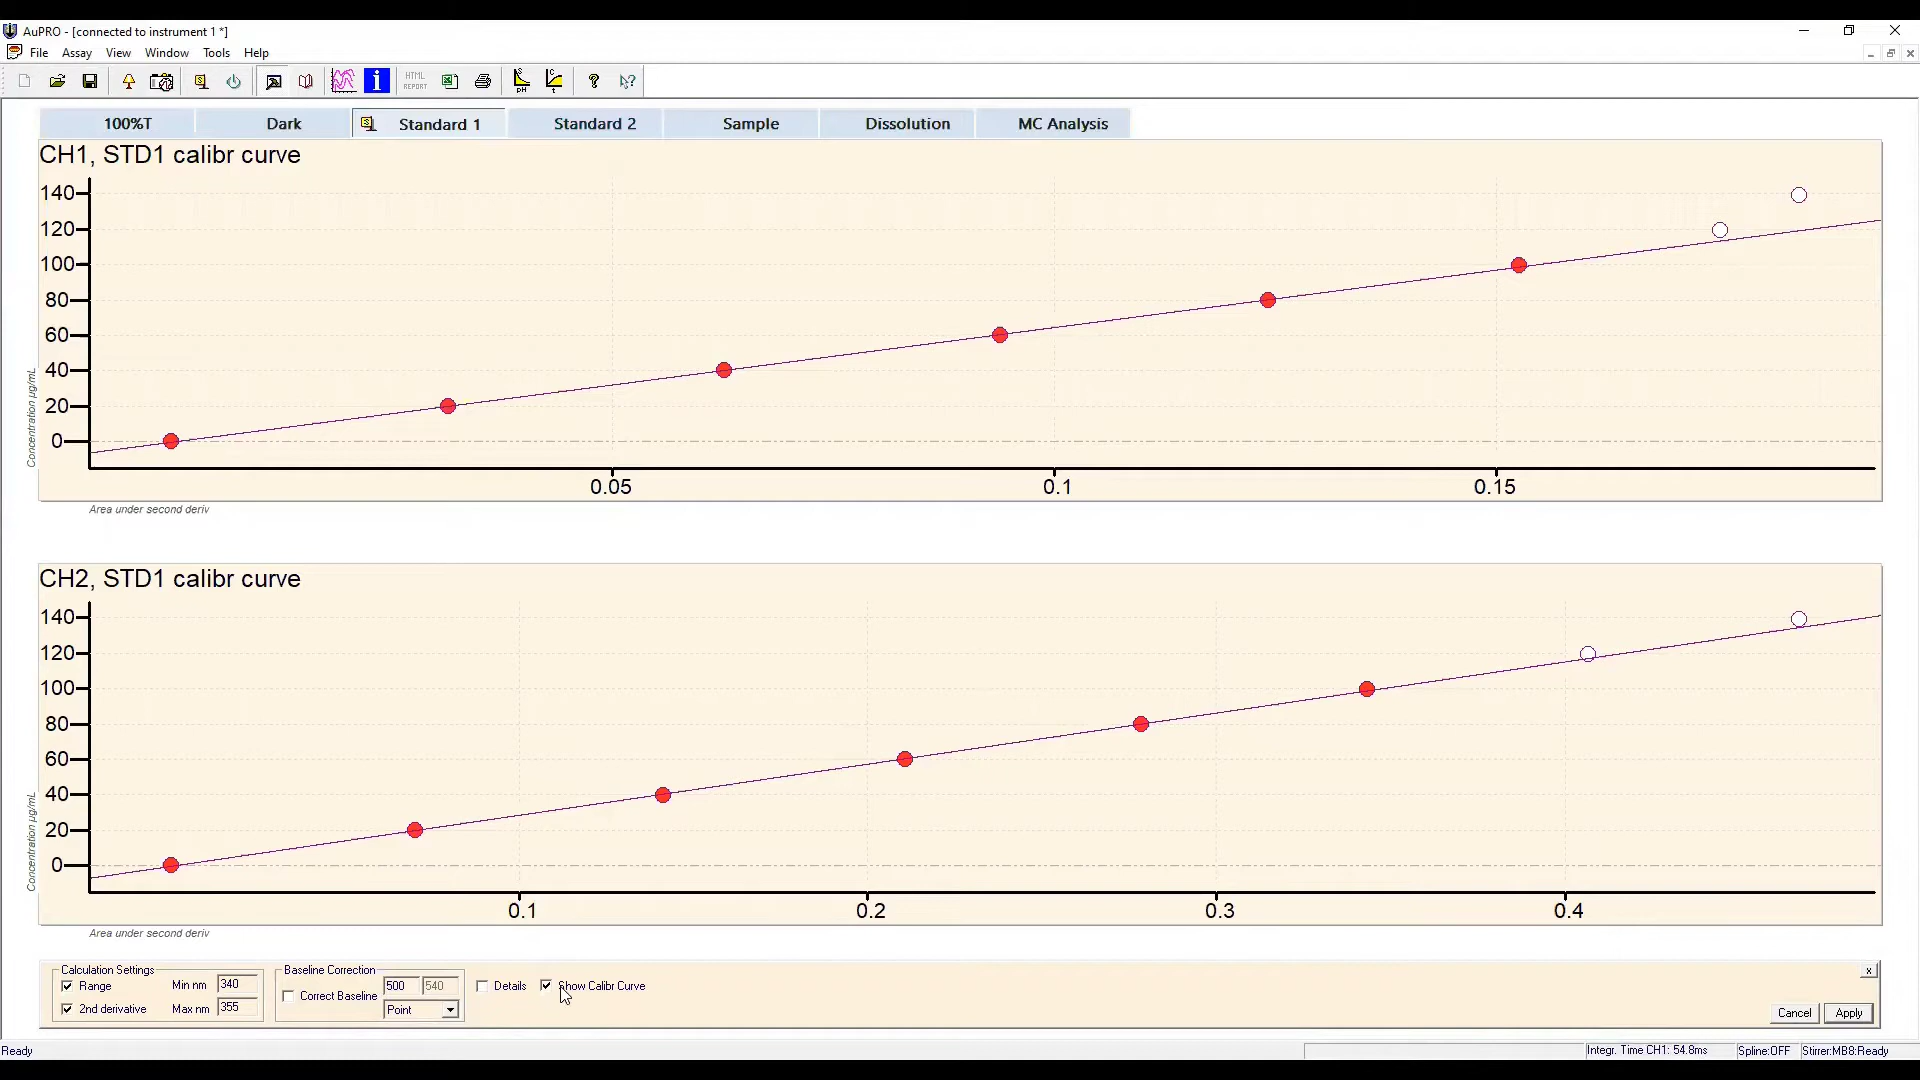 AuPRO - [connected to instrument 1 *]
File Assay View Window Tools Help
HTML
REPORT
pH
100%T Dark Standard 1 Standard 2 Sample Dissolution MC Analysis
CH1, STD1 calibr curve
140
120
100
80
60
40
20
0
Concentration µg/mL
0.05 0.1 0.15
Area under second deriv
CH2, STD1 calibr curve
140
120
100
80
60
40
20
0
Concentration µg/mL
0.1 0.2 0.3 0.4
Area under second deriv
Calculation Settings Baseline Correction
Range Min nm 340 500 540 Details Show Calibr Curve
Correct Baseline
2nd derivative Max nm 355 Point Cancel Apply
Ready Integr. Time CH1: 54.8ms Spline:OFF Stirrer:MB8:Ready